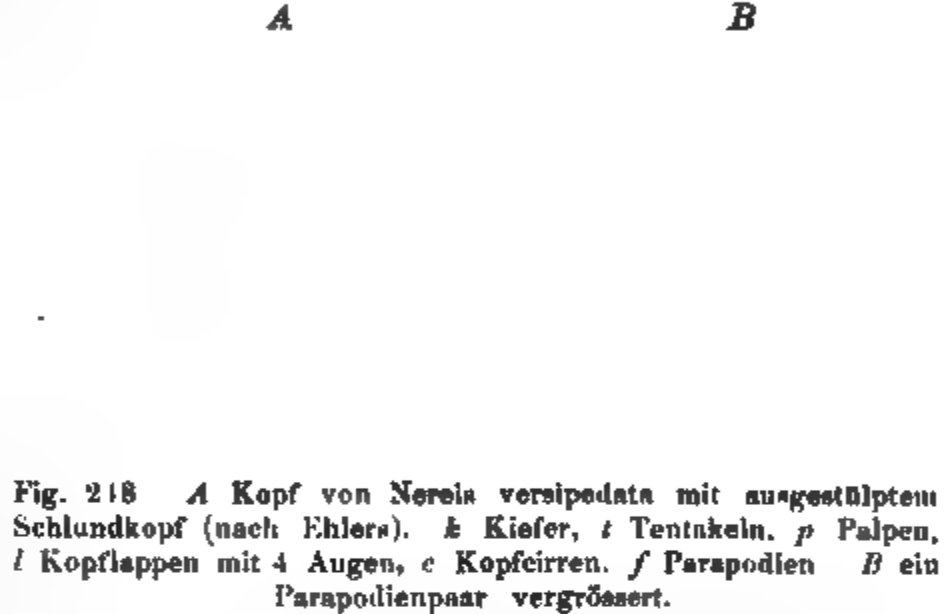 A B
Fig. 218 A Kopf von Nereis versipedata mit ausgestülptem
Schlundkopf (nach Ehlers). k Kiefer, t Tentakeln, p Palpen,
l Kopflappen mit 4 Augen, c Kopfcirren. f Parapodien B ein
Parapodienpaar vergrössert.